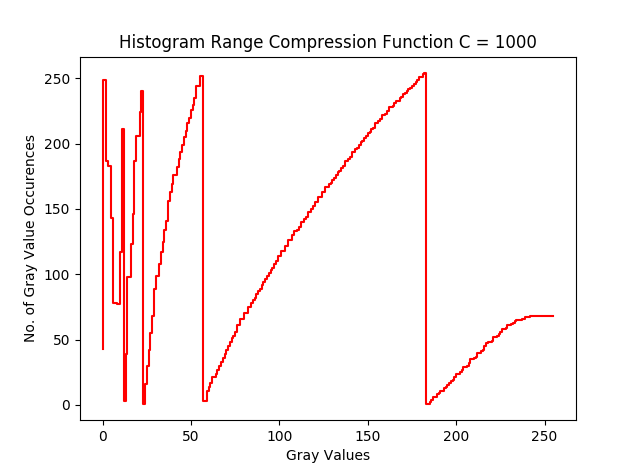 Histogram Range Compression Function C = 1000
No. of Gray Value Occurences
250
200
150
100
50
0
0 50 100 150 200 250
Gray Values